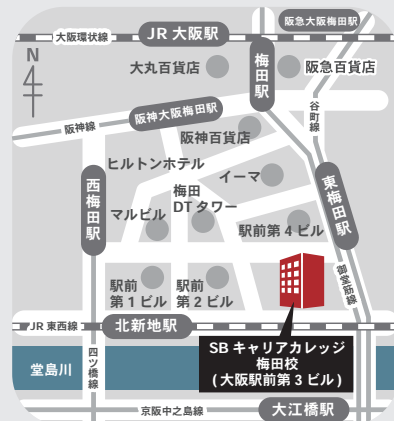 阪急大阪梅田駅
大阪環状線
JR 大阪駅
N
大丸百貨店
梅田駅
阪急百貨店
谷町線
阪神線
阪神大阪梅田駅
阪神百貨店
ヒルトンホテル
イーマ
西梅田駅
マルビル
梅田
DT タワー
東梅田駅
駅前第 4 ビル
御堂筋線
駅前
第 1 ビル
駅前
第 2 ビル
JR 東西線
北新地駅
SB キャリアカレッジ
梅田校
(大阪駅前第 3 ビル)
堂島川
四ツ橋線
京阪中之島線
大江橋駅